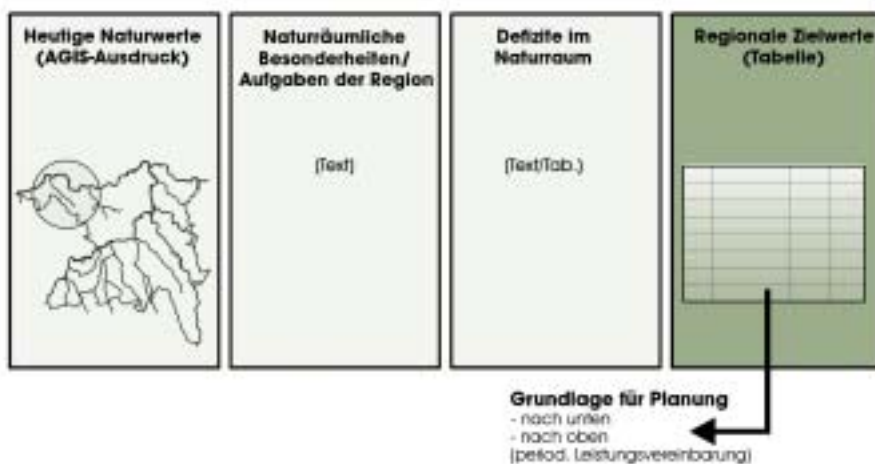 Heutige Naturwerte
(AGIS-Ausdruck)
Naturräumliche
Besonderheiten/
Aufgaben der Region
(Text)
Defizite im
Naturraum
(Text/Tab.)
Regionale Zielwerte
(Tabelle)
Grundlage für Planung
- nach unten
- nach oben
(period. Leistungsvereinbarung)